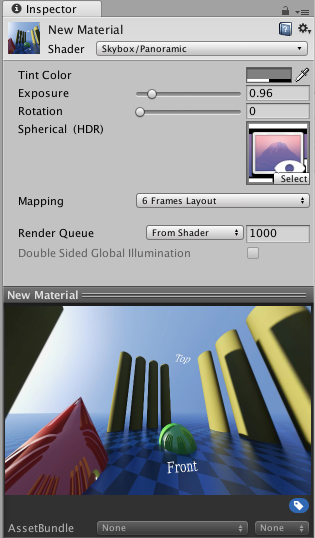 Inspector
New Material
Shader Skybox/Panoramic
Tint Color
Exposure 0.96
Rotation 0
Spherical (HDR)
Select
Mapping 6 Frames Layout
Render Queue From Shader 1000
Double Sided Global Illumination
New Material
Top
Front
AssetBundle None None